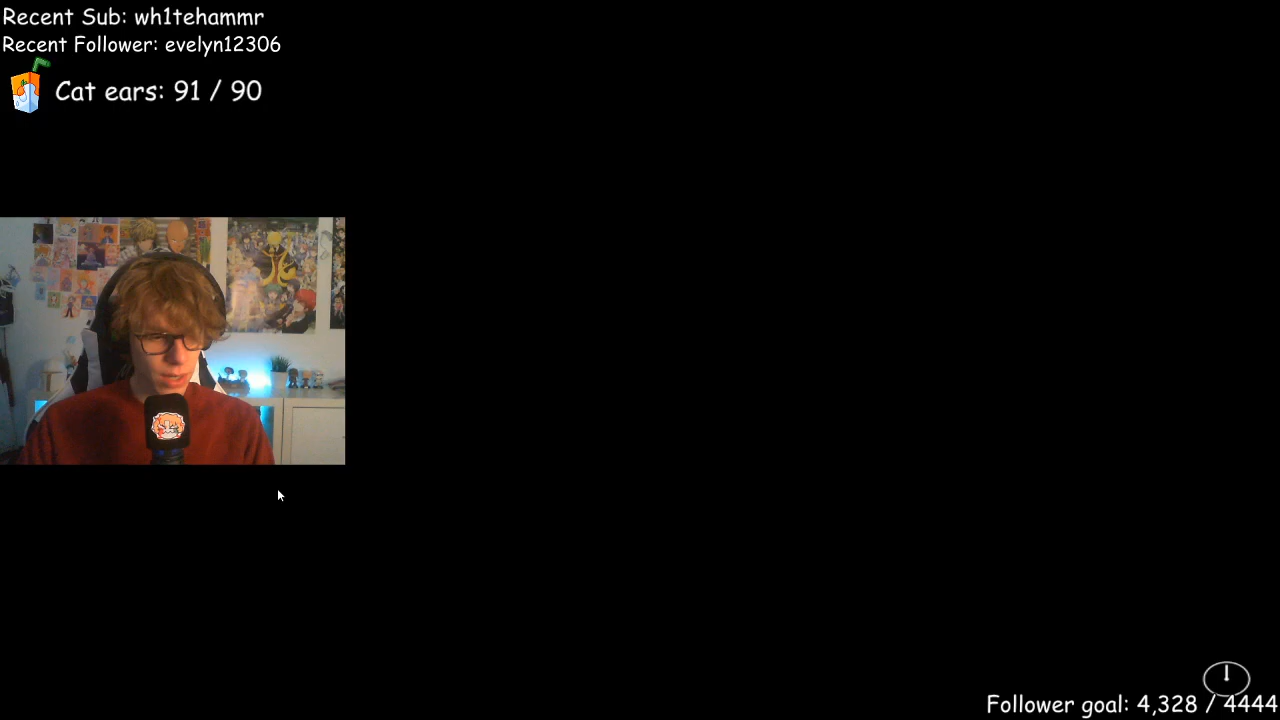 Recent Sub: wh1tehammr
Recent Follower: evelyn12306
Cat ears: 91 / 90
Follower goal: 4,328 / 4444